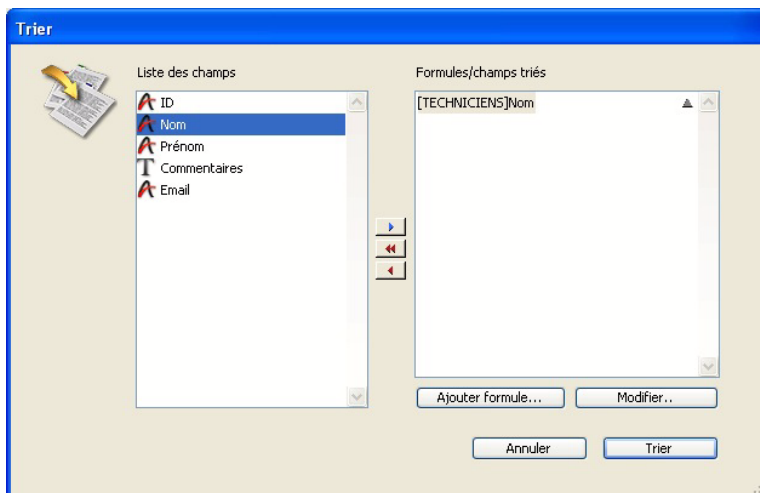 Trier
Liste des champs
Formules/champs triés
ID
Nom
Prénom
Commentaires
Email
[TECHNICIENS]Nom
Ajouter formule...
Modifier..
Annuler
Trier